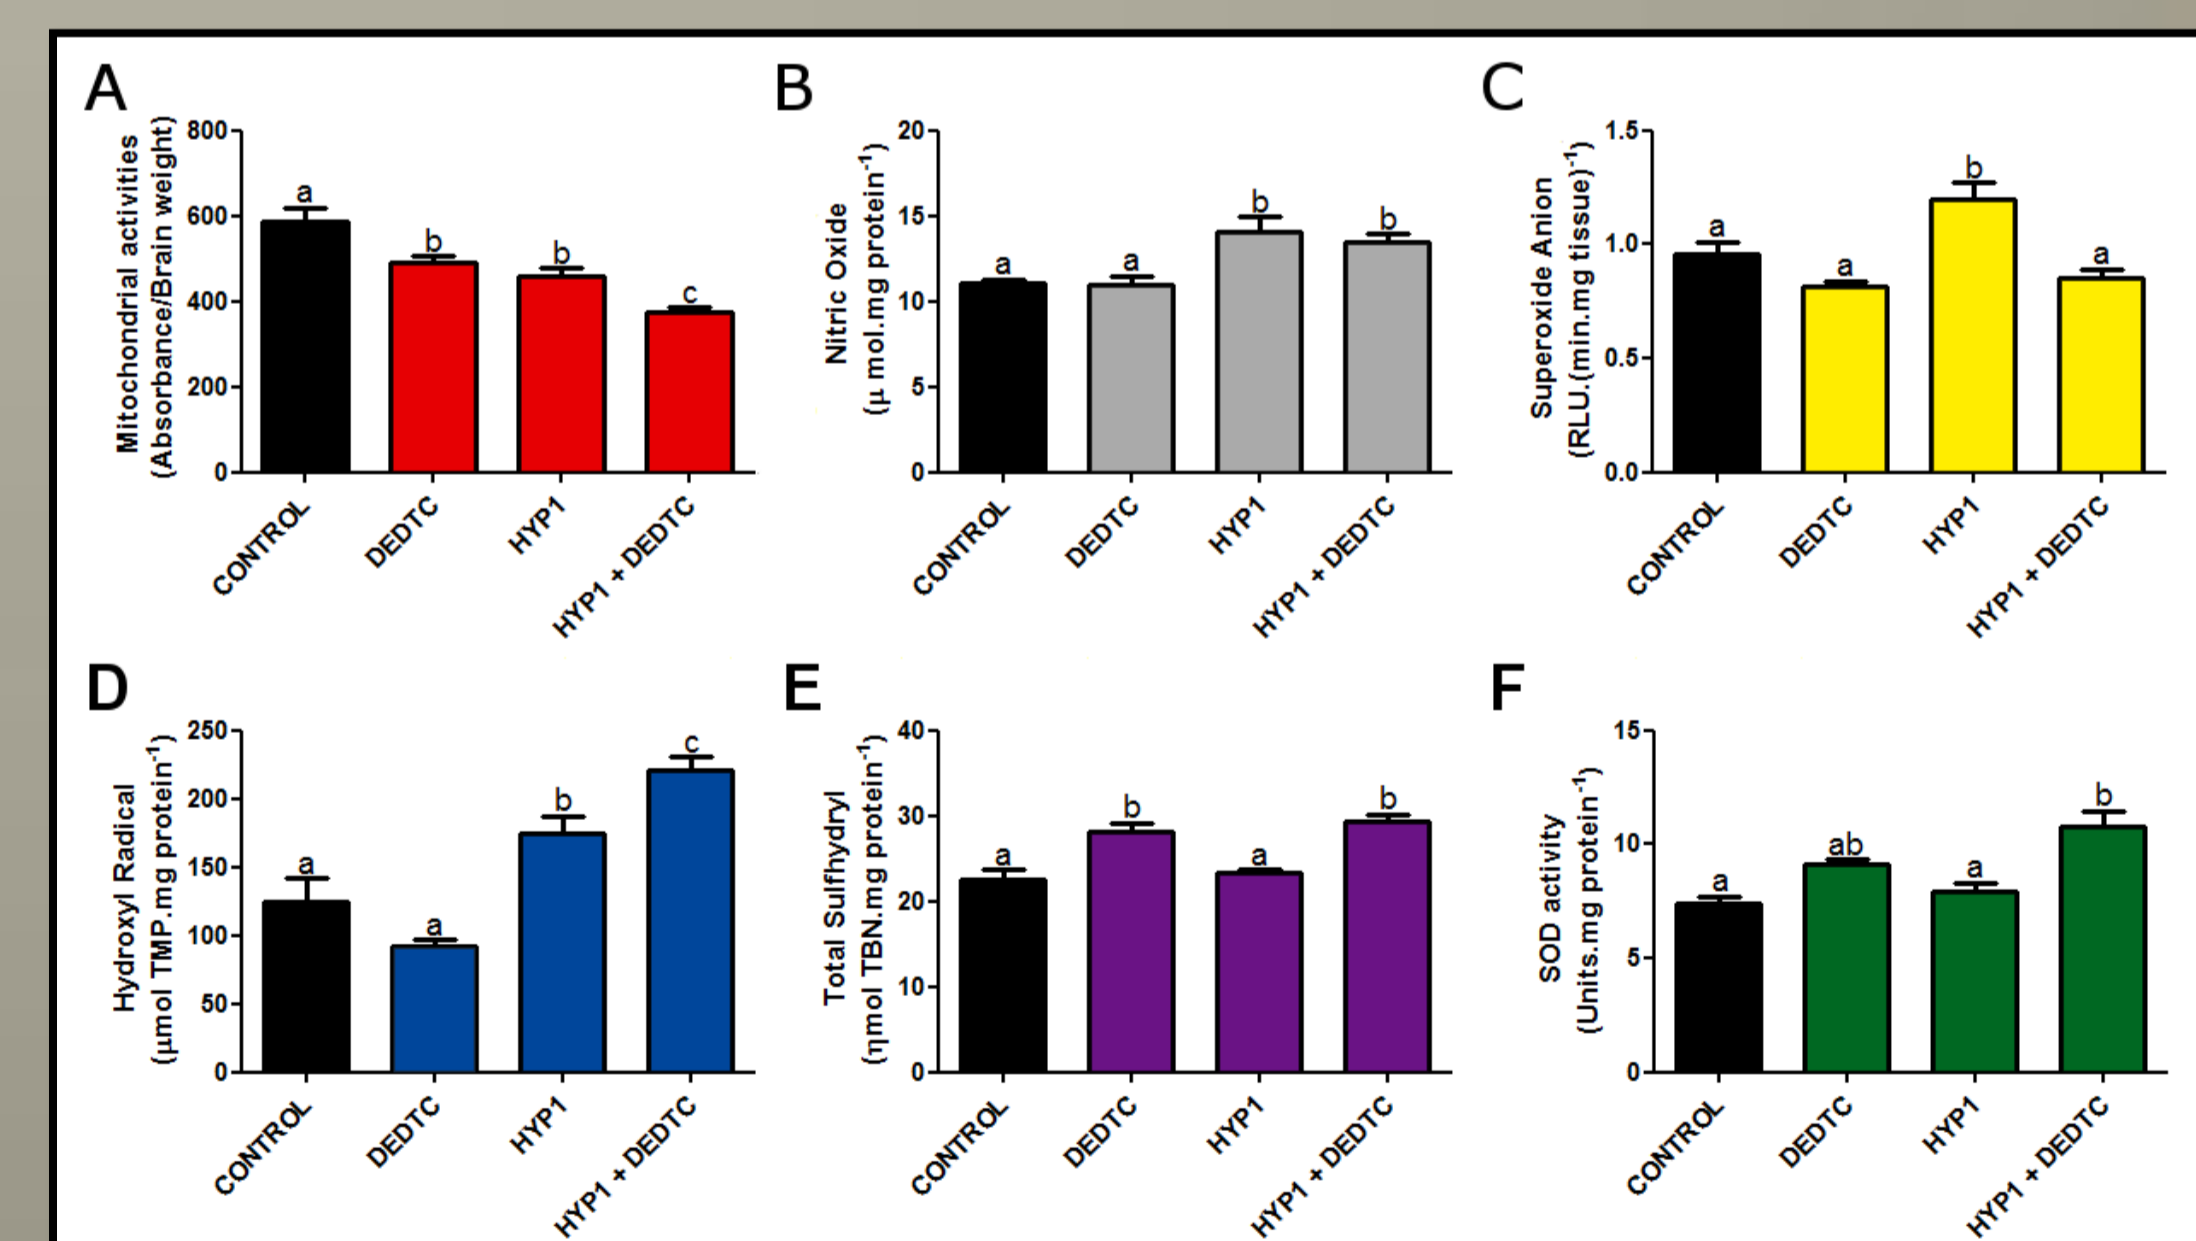 A
Mitochondrial activities
(Absorbance/Brain weight)
800
600
400
200
0
a
b
b
c
CONTROL
DEDTC
HYP1
HYP1 + DEDTC
B
Nitric Oxide
(μ mol.mg protein⁻¹)
20
15
10
5
0
a
a
b
b
CONTROL
DEDTC
HYP1
HYP1 + DEDTC
C
Superoxide Anion
(RLU.(min.mg tissue)⁻¹)
1.5
1.0
0.5
0.0
a
a
b
a
CONTROL
DEDTC
HYP1
HYP1 + DEDTC
D
Hydroxyl Radical
(μmol TMP.mg protein⁻¹)
250
200
150
100
50
0
a
a
b
c
CONTROL
DEDTC
HYP1
HYP1 + DEDTC
E
Total Sulfhydryl
(ηmol TBN.mg protein⁻¹)
40
30
20
10
0
a
b
a
b
CONTROL
DEDTC
HYP1
HYP1 + DEDTC
F
SOD activity
(Units.mg protein⁻¹)
15
10
5
0
a
ab
a
b
CONTROL
DEDTC
HYP1
HYP1 + DEDTC